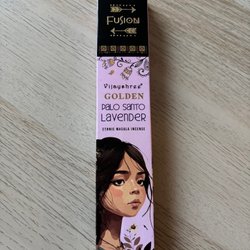 FUSION
Vijayshree
GOLDEN
PALO SANTO
LAVENDER
ETHNIC MASALA INCENSE